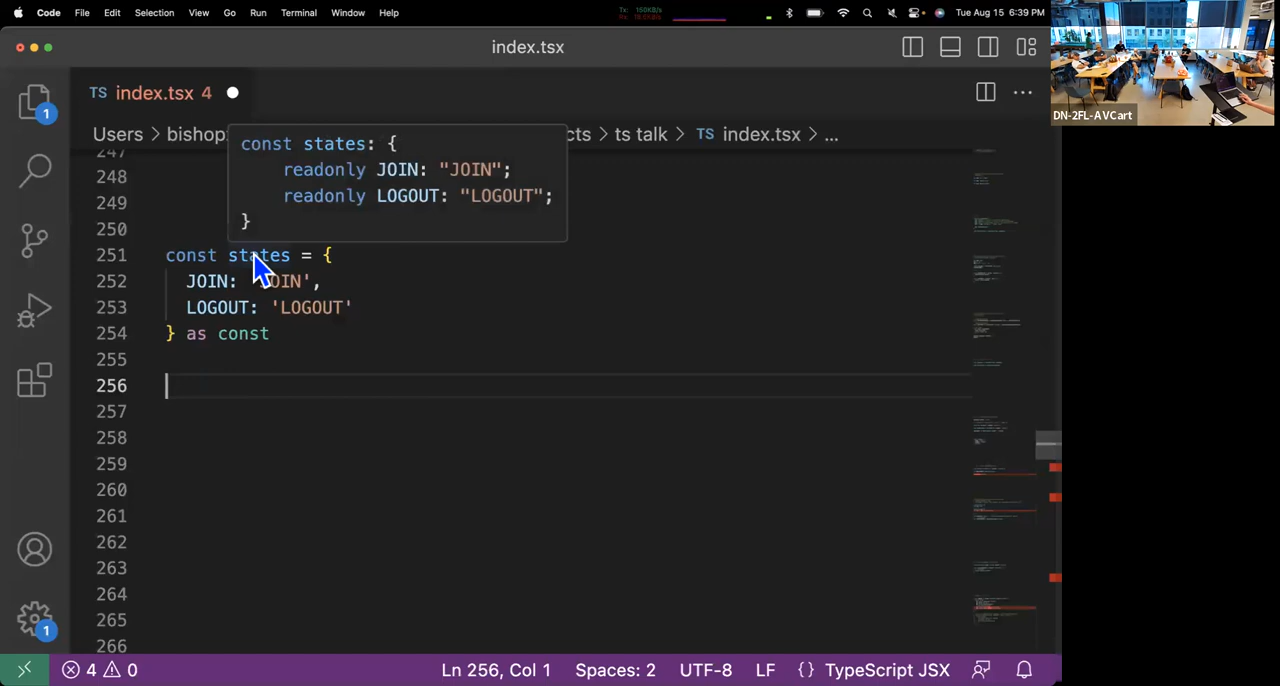 Code File Edit Selection View Go Run Terminal Window Help Tue Aug 15 6:39 PM
index.tsx
DN-2FL-AVCart
1
TS index.tsx 4
Users > bishop cts > ts talk > TS index.tsx > ...
const states: {
readonly JOIN: "JOIN";
readonly LOGOUT: "LOGOUT";
}
247
248
249
250
251 const states = {
252 JOIN: 'JOIN',
253 LOGOUT: 'LOGOUT'
254 } as const
255
256
257
258
259
260
261
262
263
264
265
266
1
4 0 Ln 256, Col 1 Spaces: 2 UTF-8 LF {} TypeScript JSX